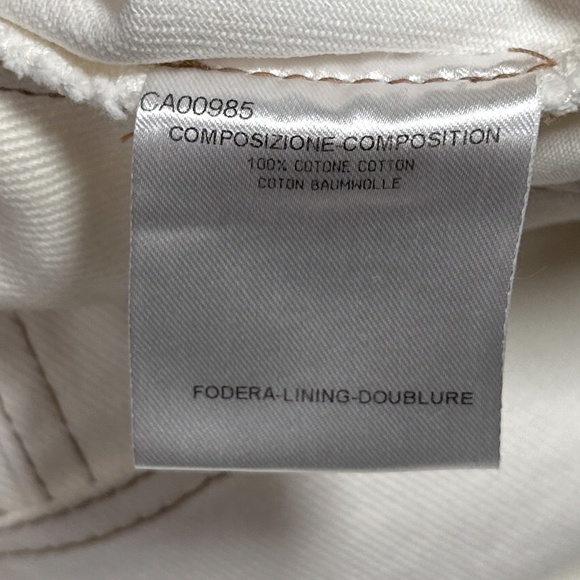 CA00985
COMPOSIZIONE-COMPOSITION
100% COTONE COTTON
COTON BAUMWOLLE
FODERA-LINING-DOUBLURE